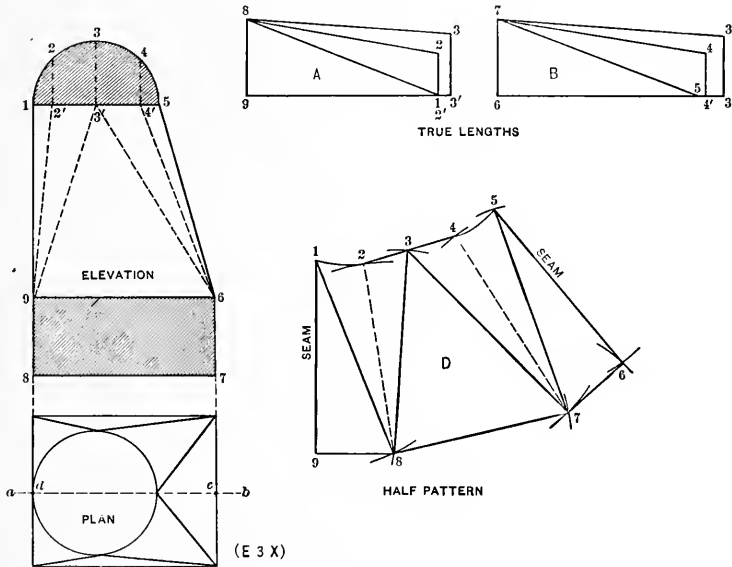 8
7
3
3
3
2
4
2
4
A
B
1
5
1
2'
3'
4'
5
9
2'
3'
6
4'
3
TRUE LENGTHS
5
4
1
2
3
ELEVATION
SEAM
SEAM
9
6
D
6
8
7
7
9
8
HALF PATTERN
a
d
e
b
PLAN
(E 3 X)